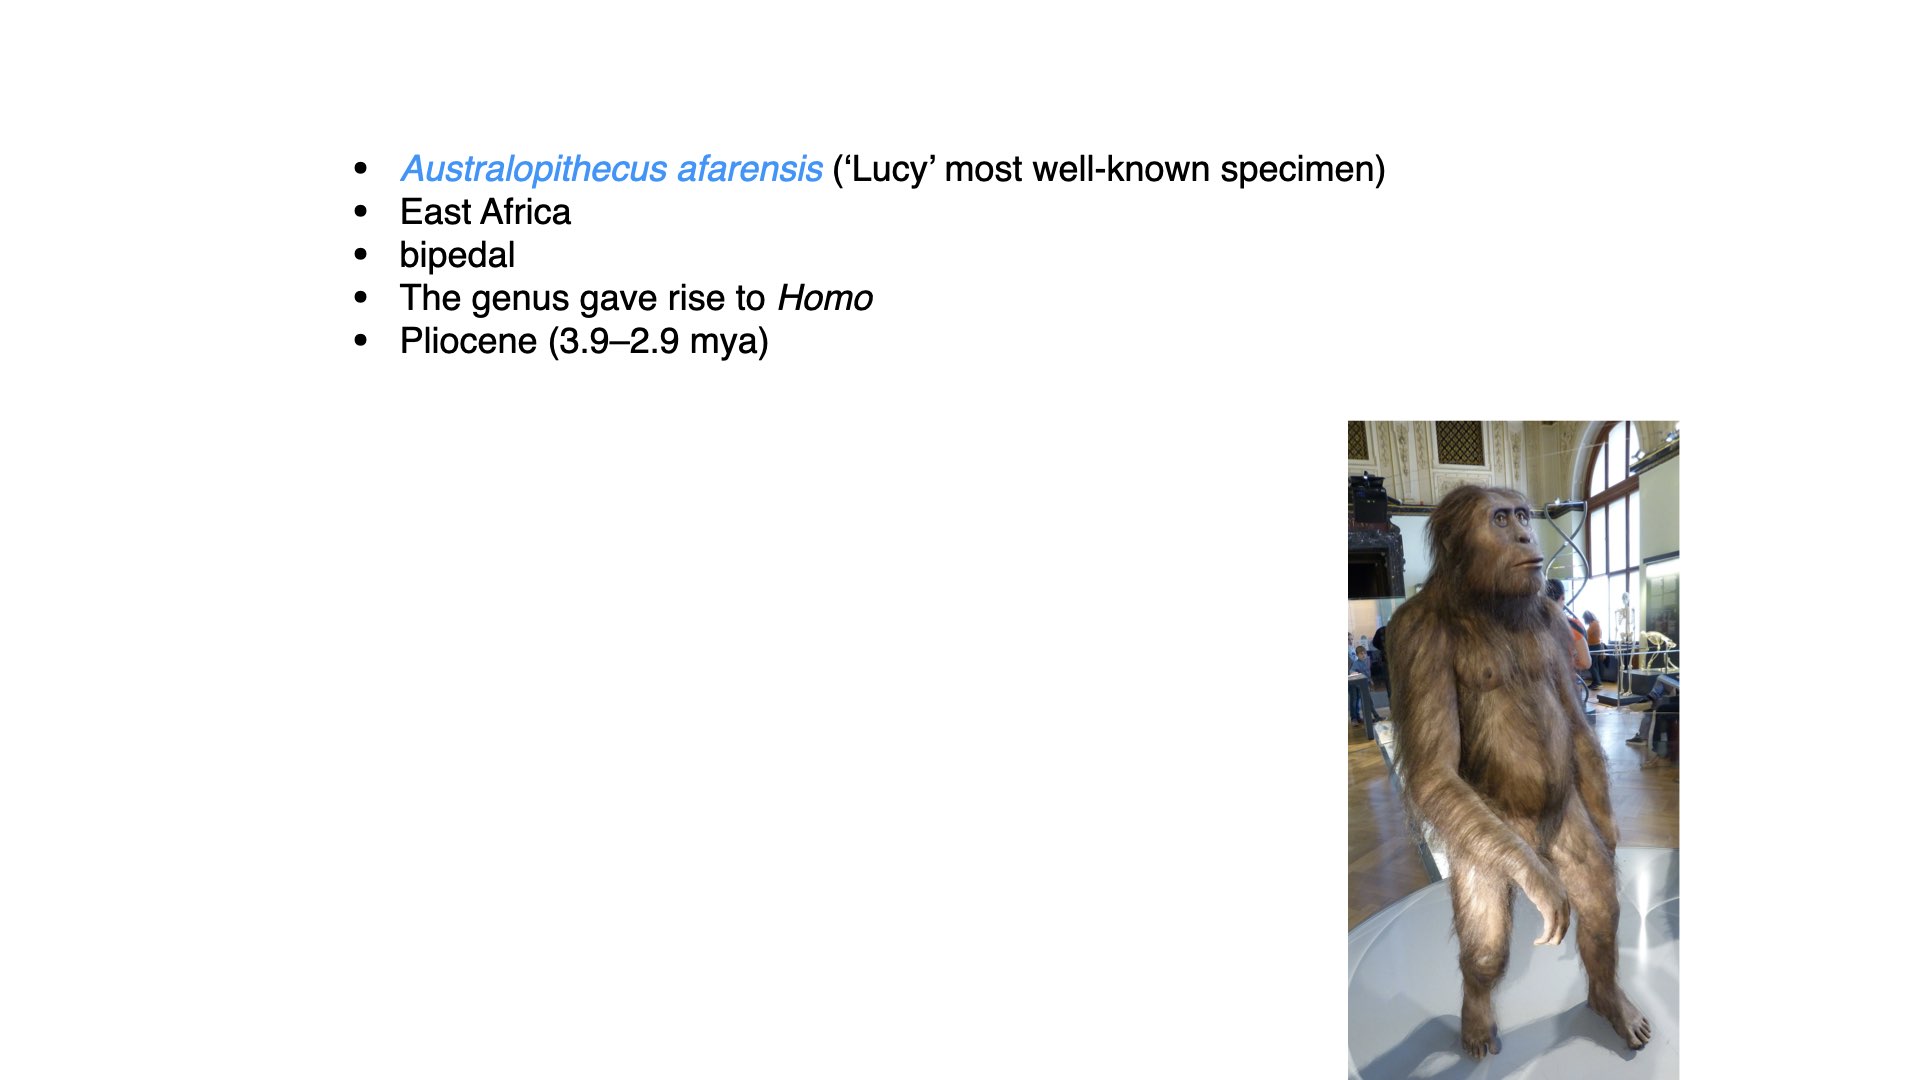 • Australopithecus afarensis (‘Lucy’ most well-known specimen)
• East Africa
• bipedal
• The genus gave rise to Homo
• Pliocene (3.9–2.9 mya)